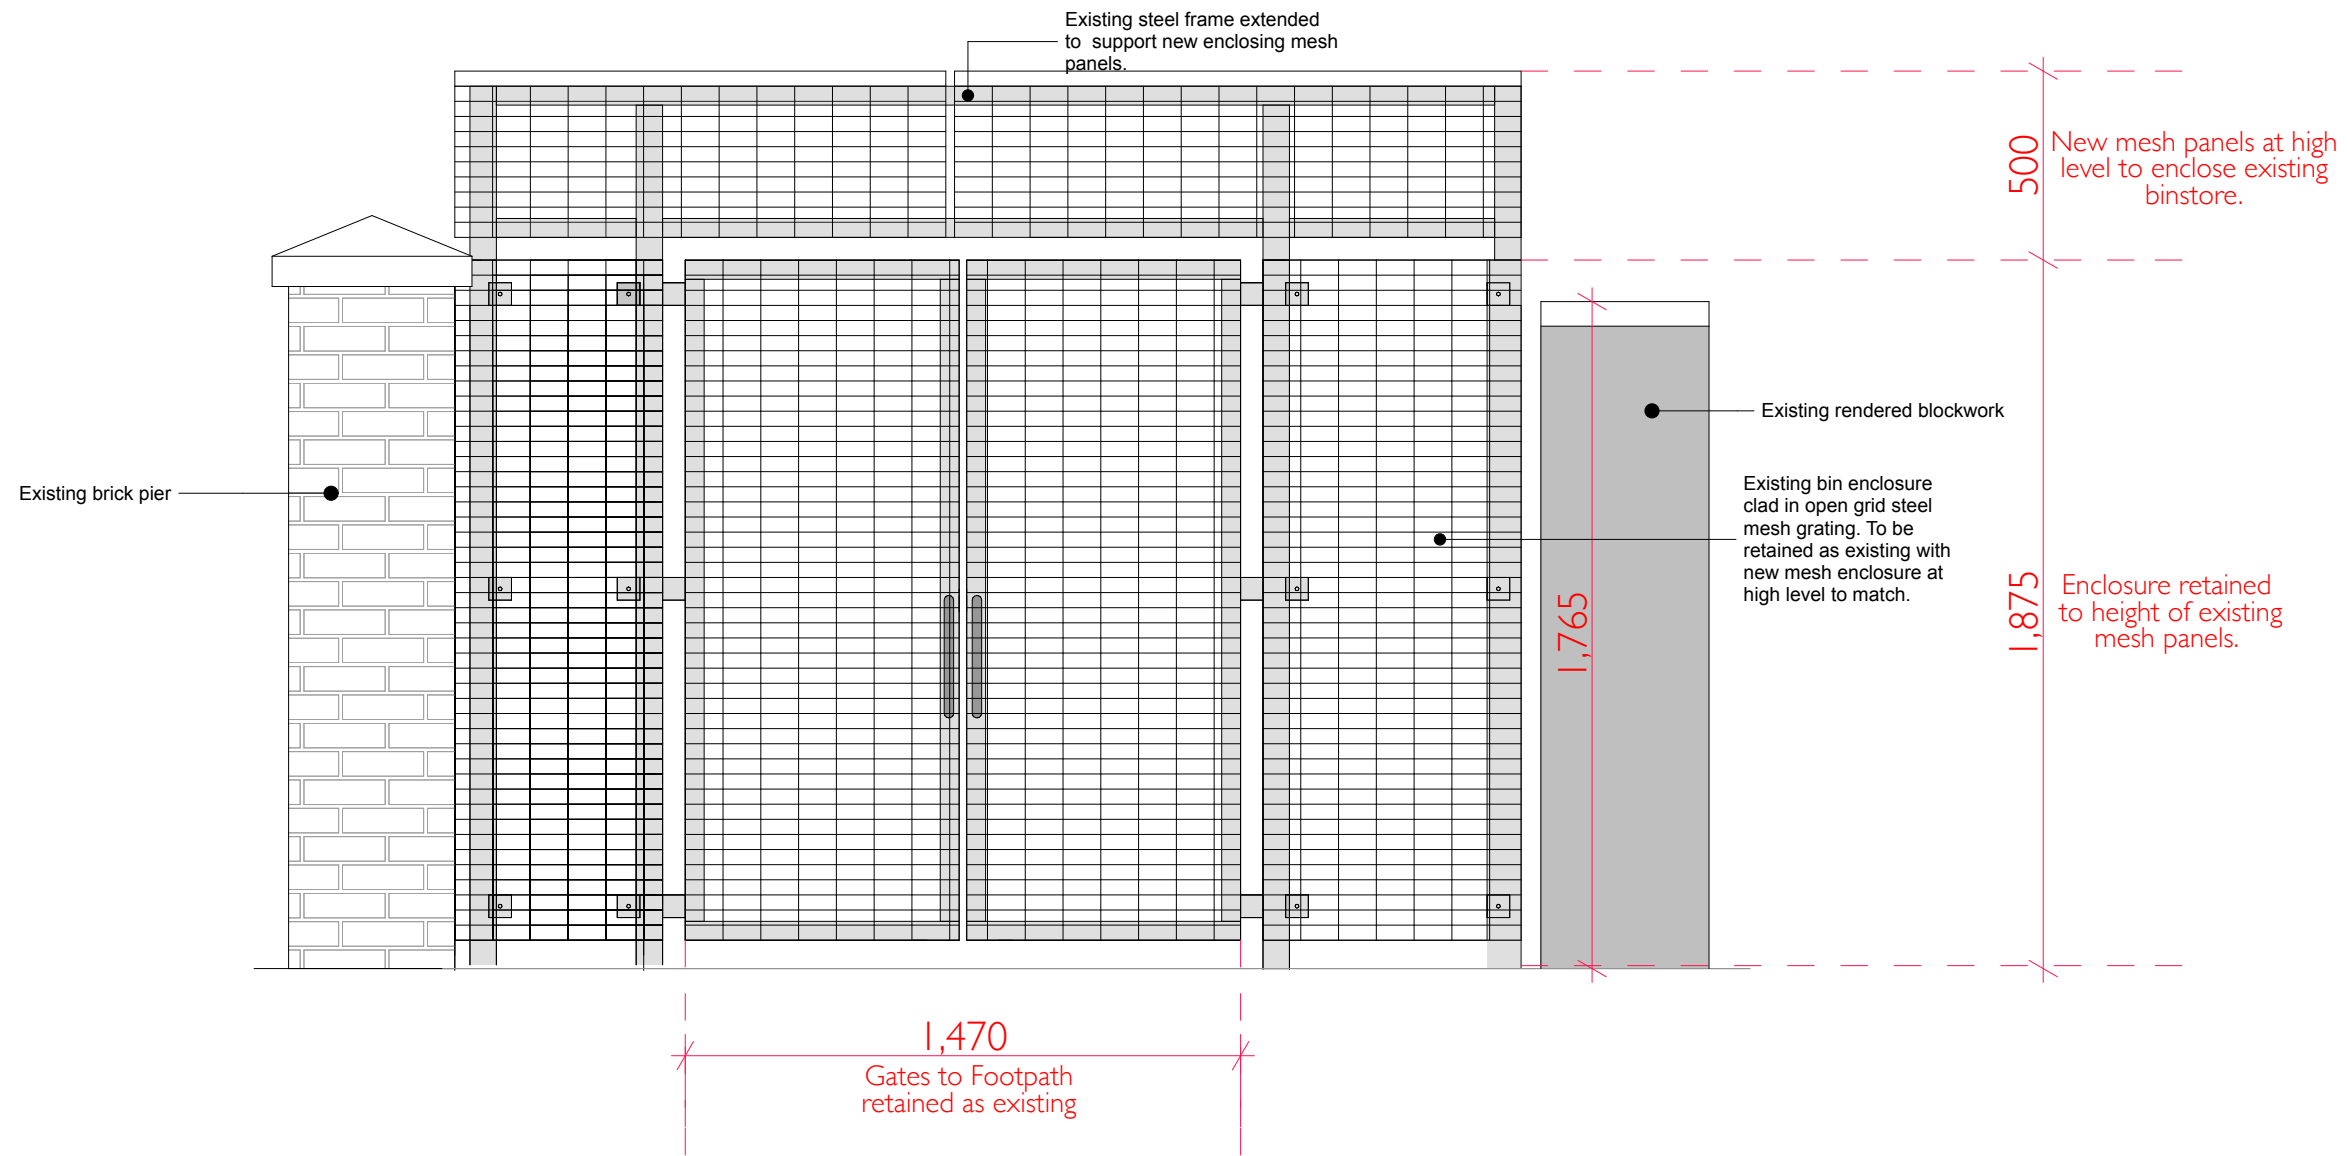 Existing steel frame extended
to  support new enclosing mesh
panels.
500
New mesh panels at high
level to enclose existing
binstore.
Existing rendered blockwork
Existing brick pier
Existing bin enclosure
clad in open grid steel
mesh grating. To be
retained as existing with
new mesh enclosure at
high level to match.
1,765
1,875
Enclosure retained
to height of existing
mesh panels.
1,470
Gates to Footpath
retained as existing